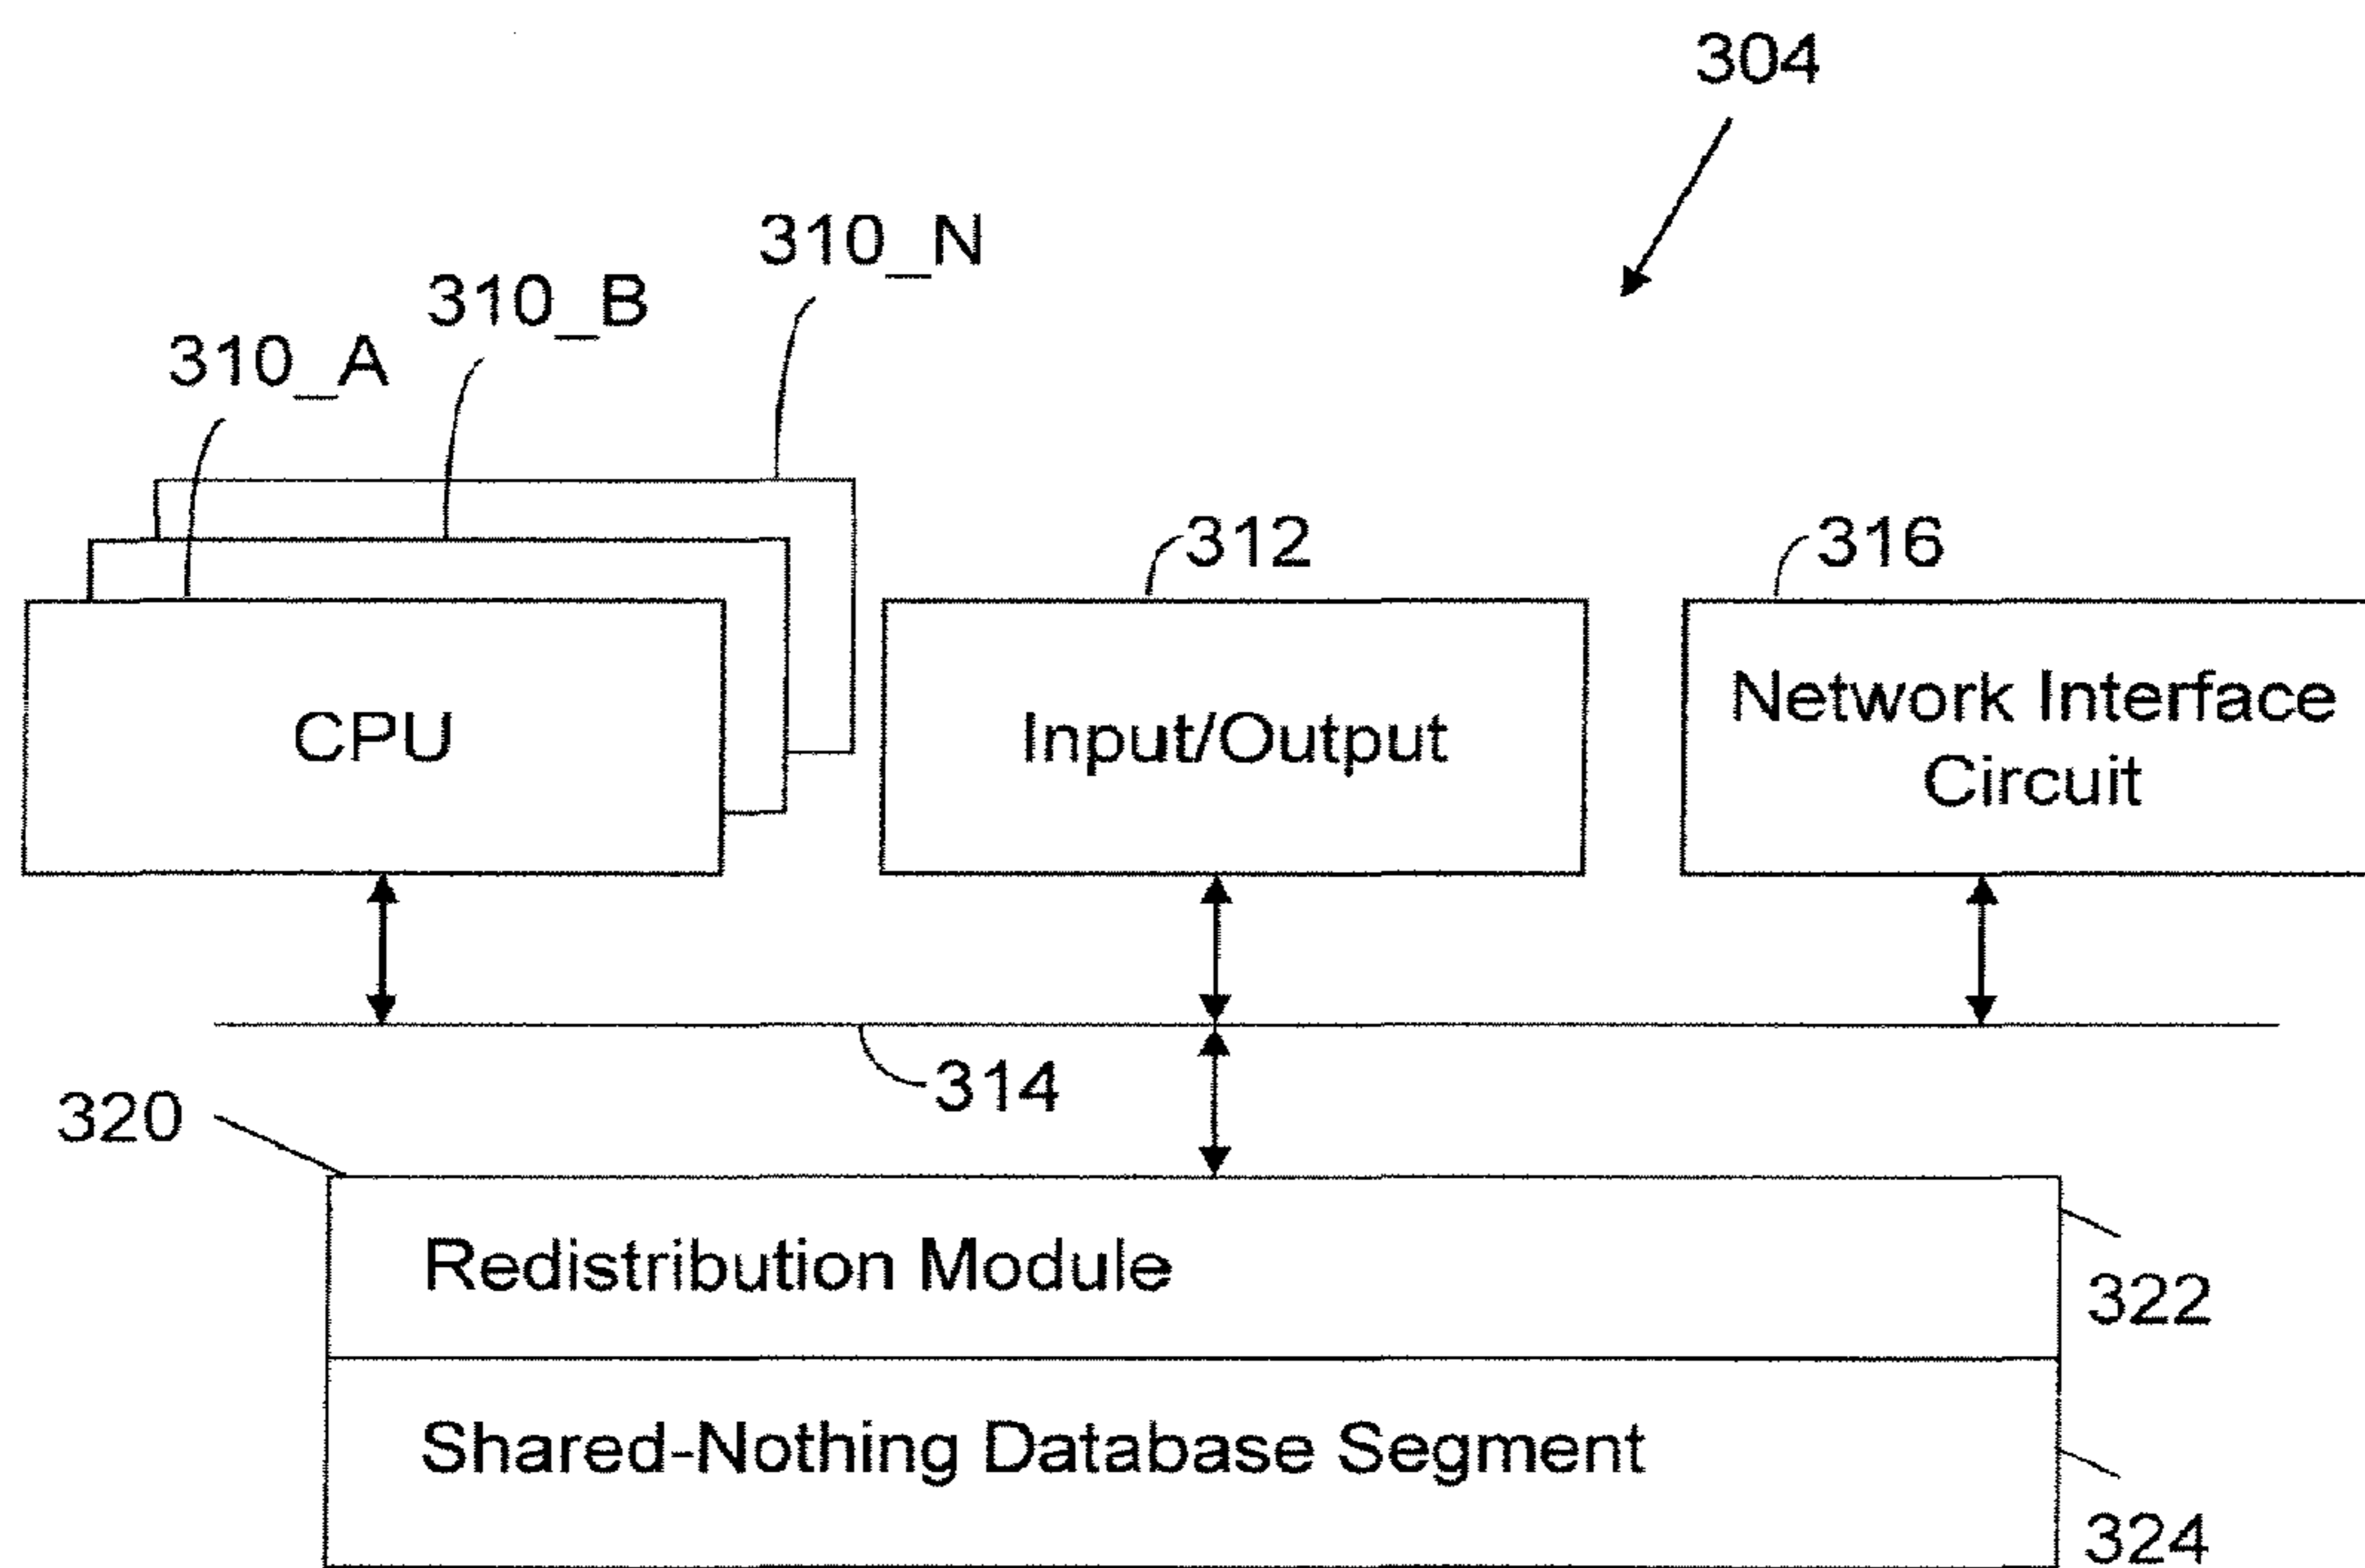 304
310_N
310_B
310_A
312
316
CPU
Input/Output
Network Interface
Circuit
314
320
Redistribution Module
322
Shared-Nothing Database Segment
324